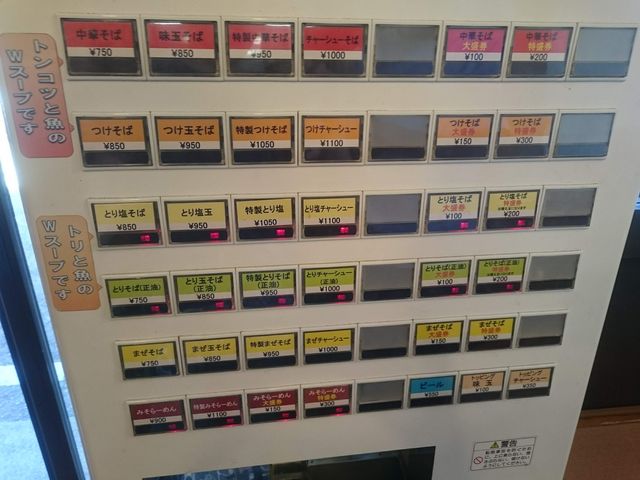 トンコツと魚の
Wスープです
中華そば
¥750
味玉そば
¥850
特製中華そば
¥950
チャーシューそば
¥1000
中華そば
大盛券
¥100
中華そば
特盛券
¥200
つけそば
¥850
つけ玉そば
¥950
特製つけそば
¥1050
つけチャーシュー
¥1100
つけそば
大盛券
¥150
つけそば
特盛券
¥300
トリと魚の
Wスープです
とり塩そば
¥850
とり塩玉
¥950
特製とり塩
¥1050
とり塩チャーシュー
¥1100
とり塩そば
大盛券
¥100
とり塩そば
特盛券
¥200
とりそば(正油)
¥750
とり玉そば
(正油)
¥850
特製とりそば
(正油)
¥950
とりチャーシュー
(正油)
¥1000
とりそば(正油)
大盛券
¥100
とりそば(正油)
特盛券
¥200
まぜそば
¥750
まぜ玉そば
¥850
特製まぜそば
¥950
まぜチャーシュー
¥1000
まぜそば
大盛券
¥150
まぜそば
特盛券
¥300
みそらーめん
¥900
特製みそらーめん
¥1100
みそらーめん
大盛券
¥150
みそらーめん
特盛券
¥300
ビール
¥550
トッピング
味玉
¥100
トッピング
チャーシュー
¥350
警告